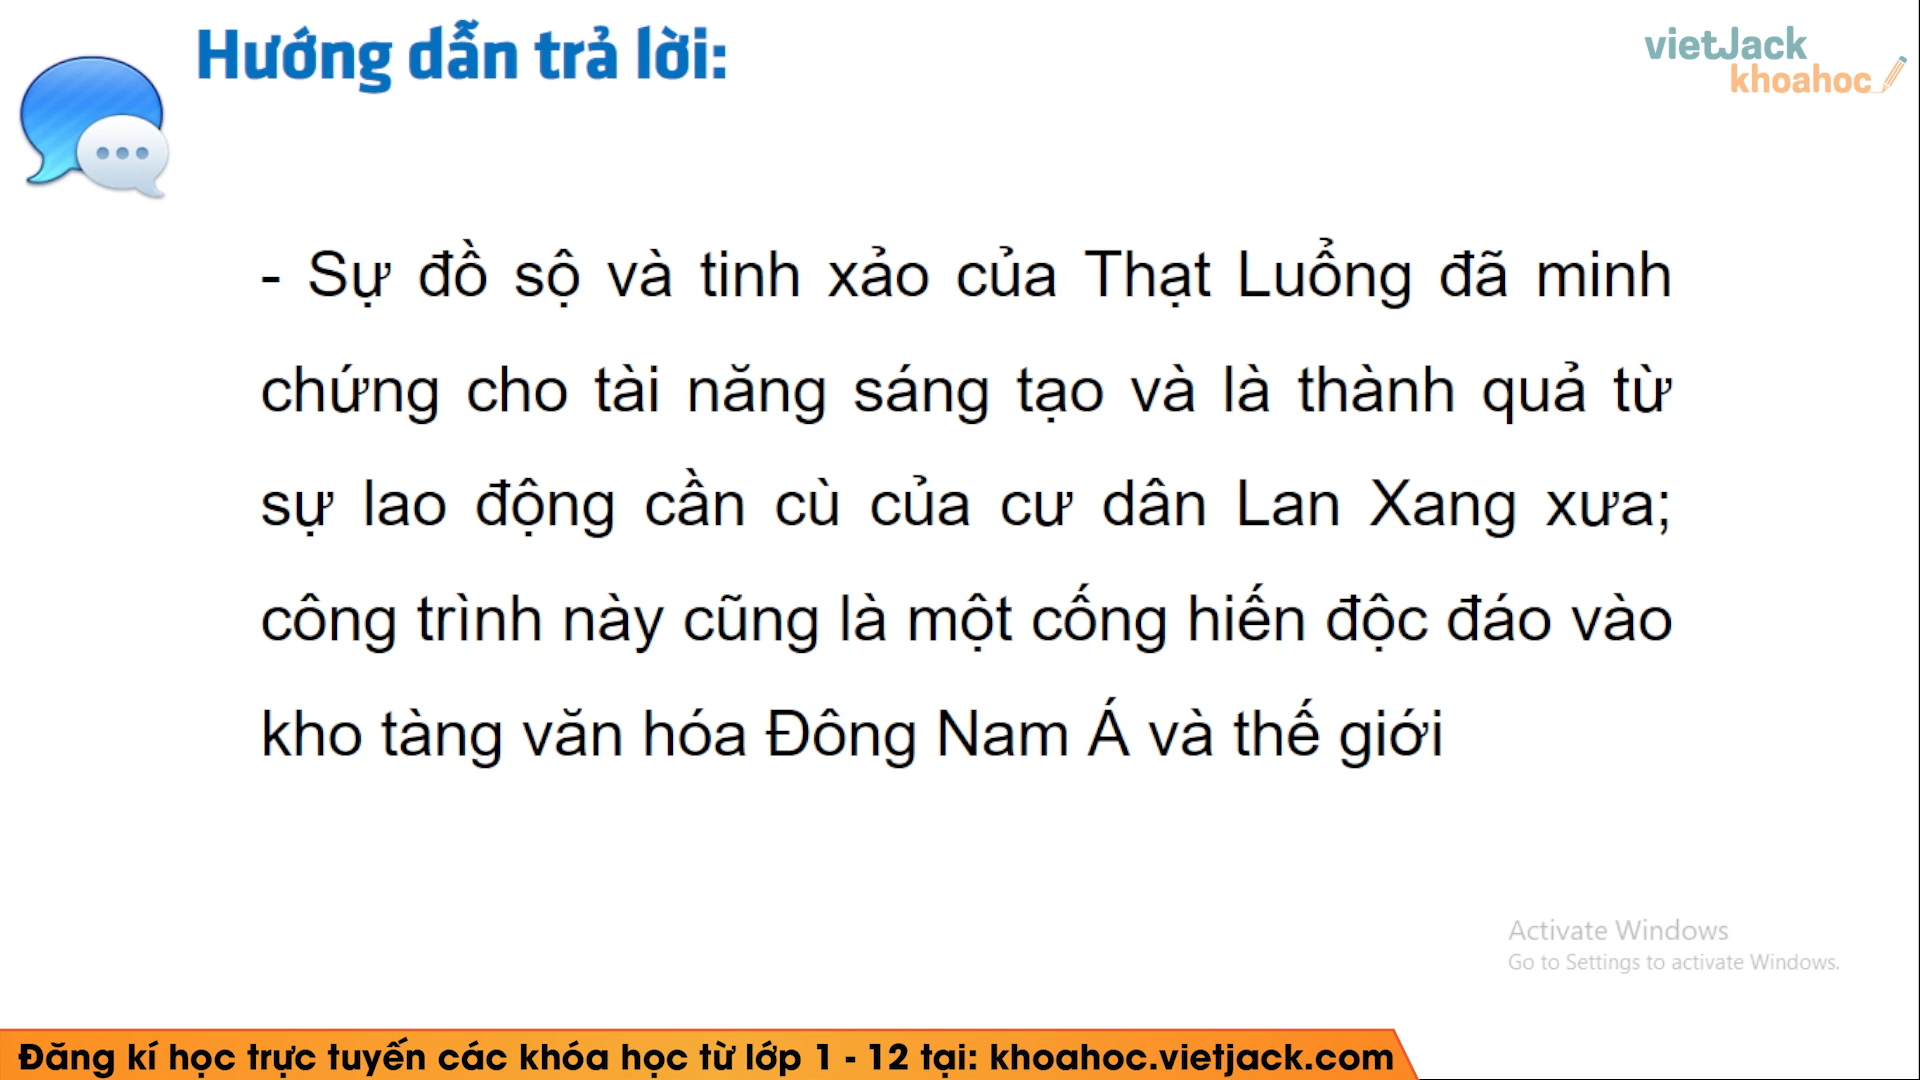 Hướng dẫn trả lời:
vietJack
khoahoc
- Sự đồ sộ và tinh xảo của Thạt Luổng đã minh
chứng cho tài năng sáng tạo và là thành quả từ
sự lao động cần cù của cư dân Lan Xang xưa;
công trình này cũng là một cống hiến độc đáo vào
kho tàng văn hóa Đông Nam Á và thế giới
Activate Windows
Go to Settings to activate Windows.
Đăng kí học trực tuyến các khóa học từ lớp 1 - 12 tại: khoahoc.vietjack.com